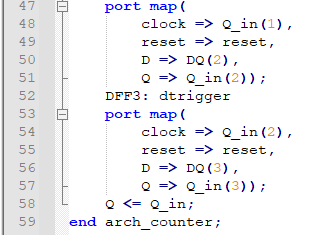 47 port map(
48 clock => Q_in(1),
49 reset => reset,
50 D => DQ(2),
51 Q => Q_in(2));
52 DFF3: dtrigger
53 port map(
54 clock => Q_in(2),
55 reset => reset,
56 D => DQ(3),
57 Q => Q_in(3));
58 Q <= Q_in;
59 end arch_counter;